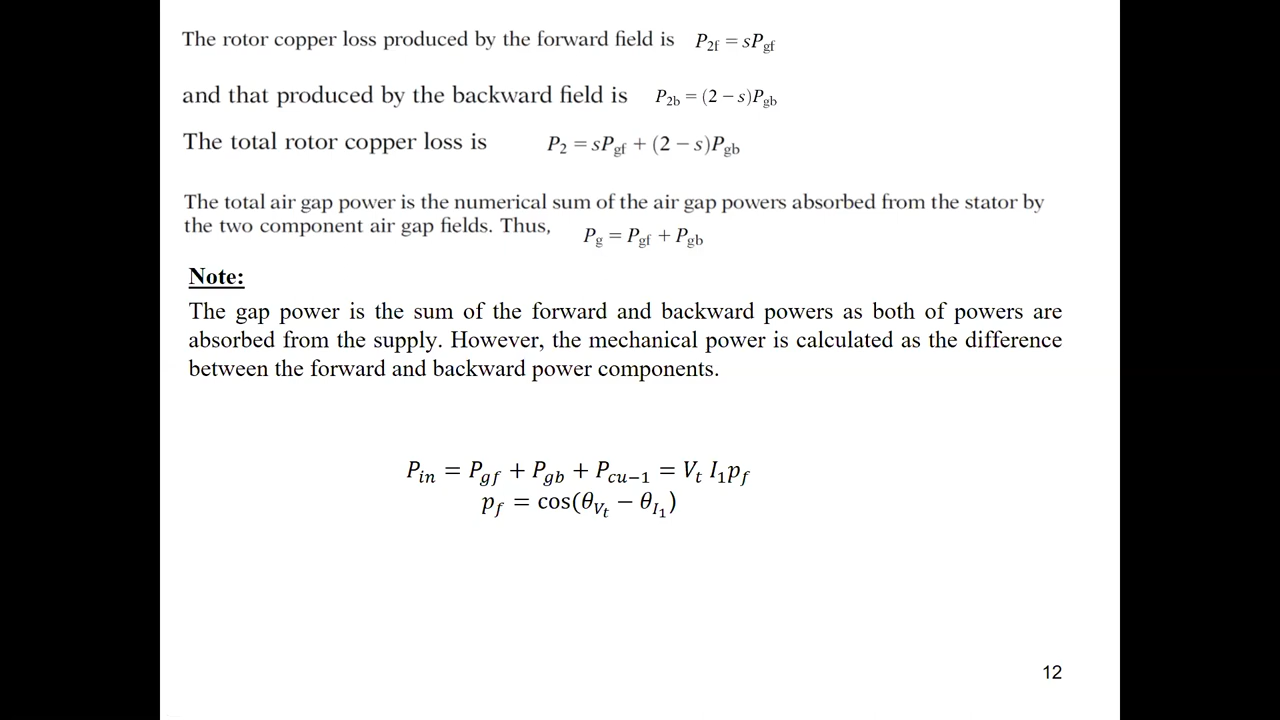 The rotor copper loss produced by the forward field is P₂f = sPgf
and that produced by the backward field is P₂b = (2 − s)Pgb
The total rotor copper loss is P₂ = sPgf + (2 − s)Pgb
The total air gap power is the numerical sum of the air gap powers absorbed from the stator by
the two component air gap fields. Thus, Pg = Pgf + Pgb
Note:
The gap power is the sum of the forward and backward powers as both of powers are
absorbed from the supply. However, the mechanical power is calculated as the difference
between the forward and backward power components.
Pin = Pgf + Pgb + Pcu−1 = Vt I₁pf
pf = cos(θVt − θI₁)
12